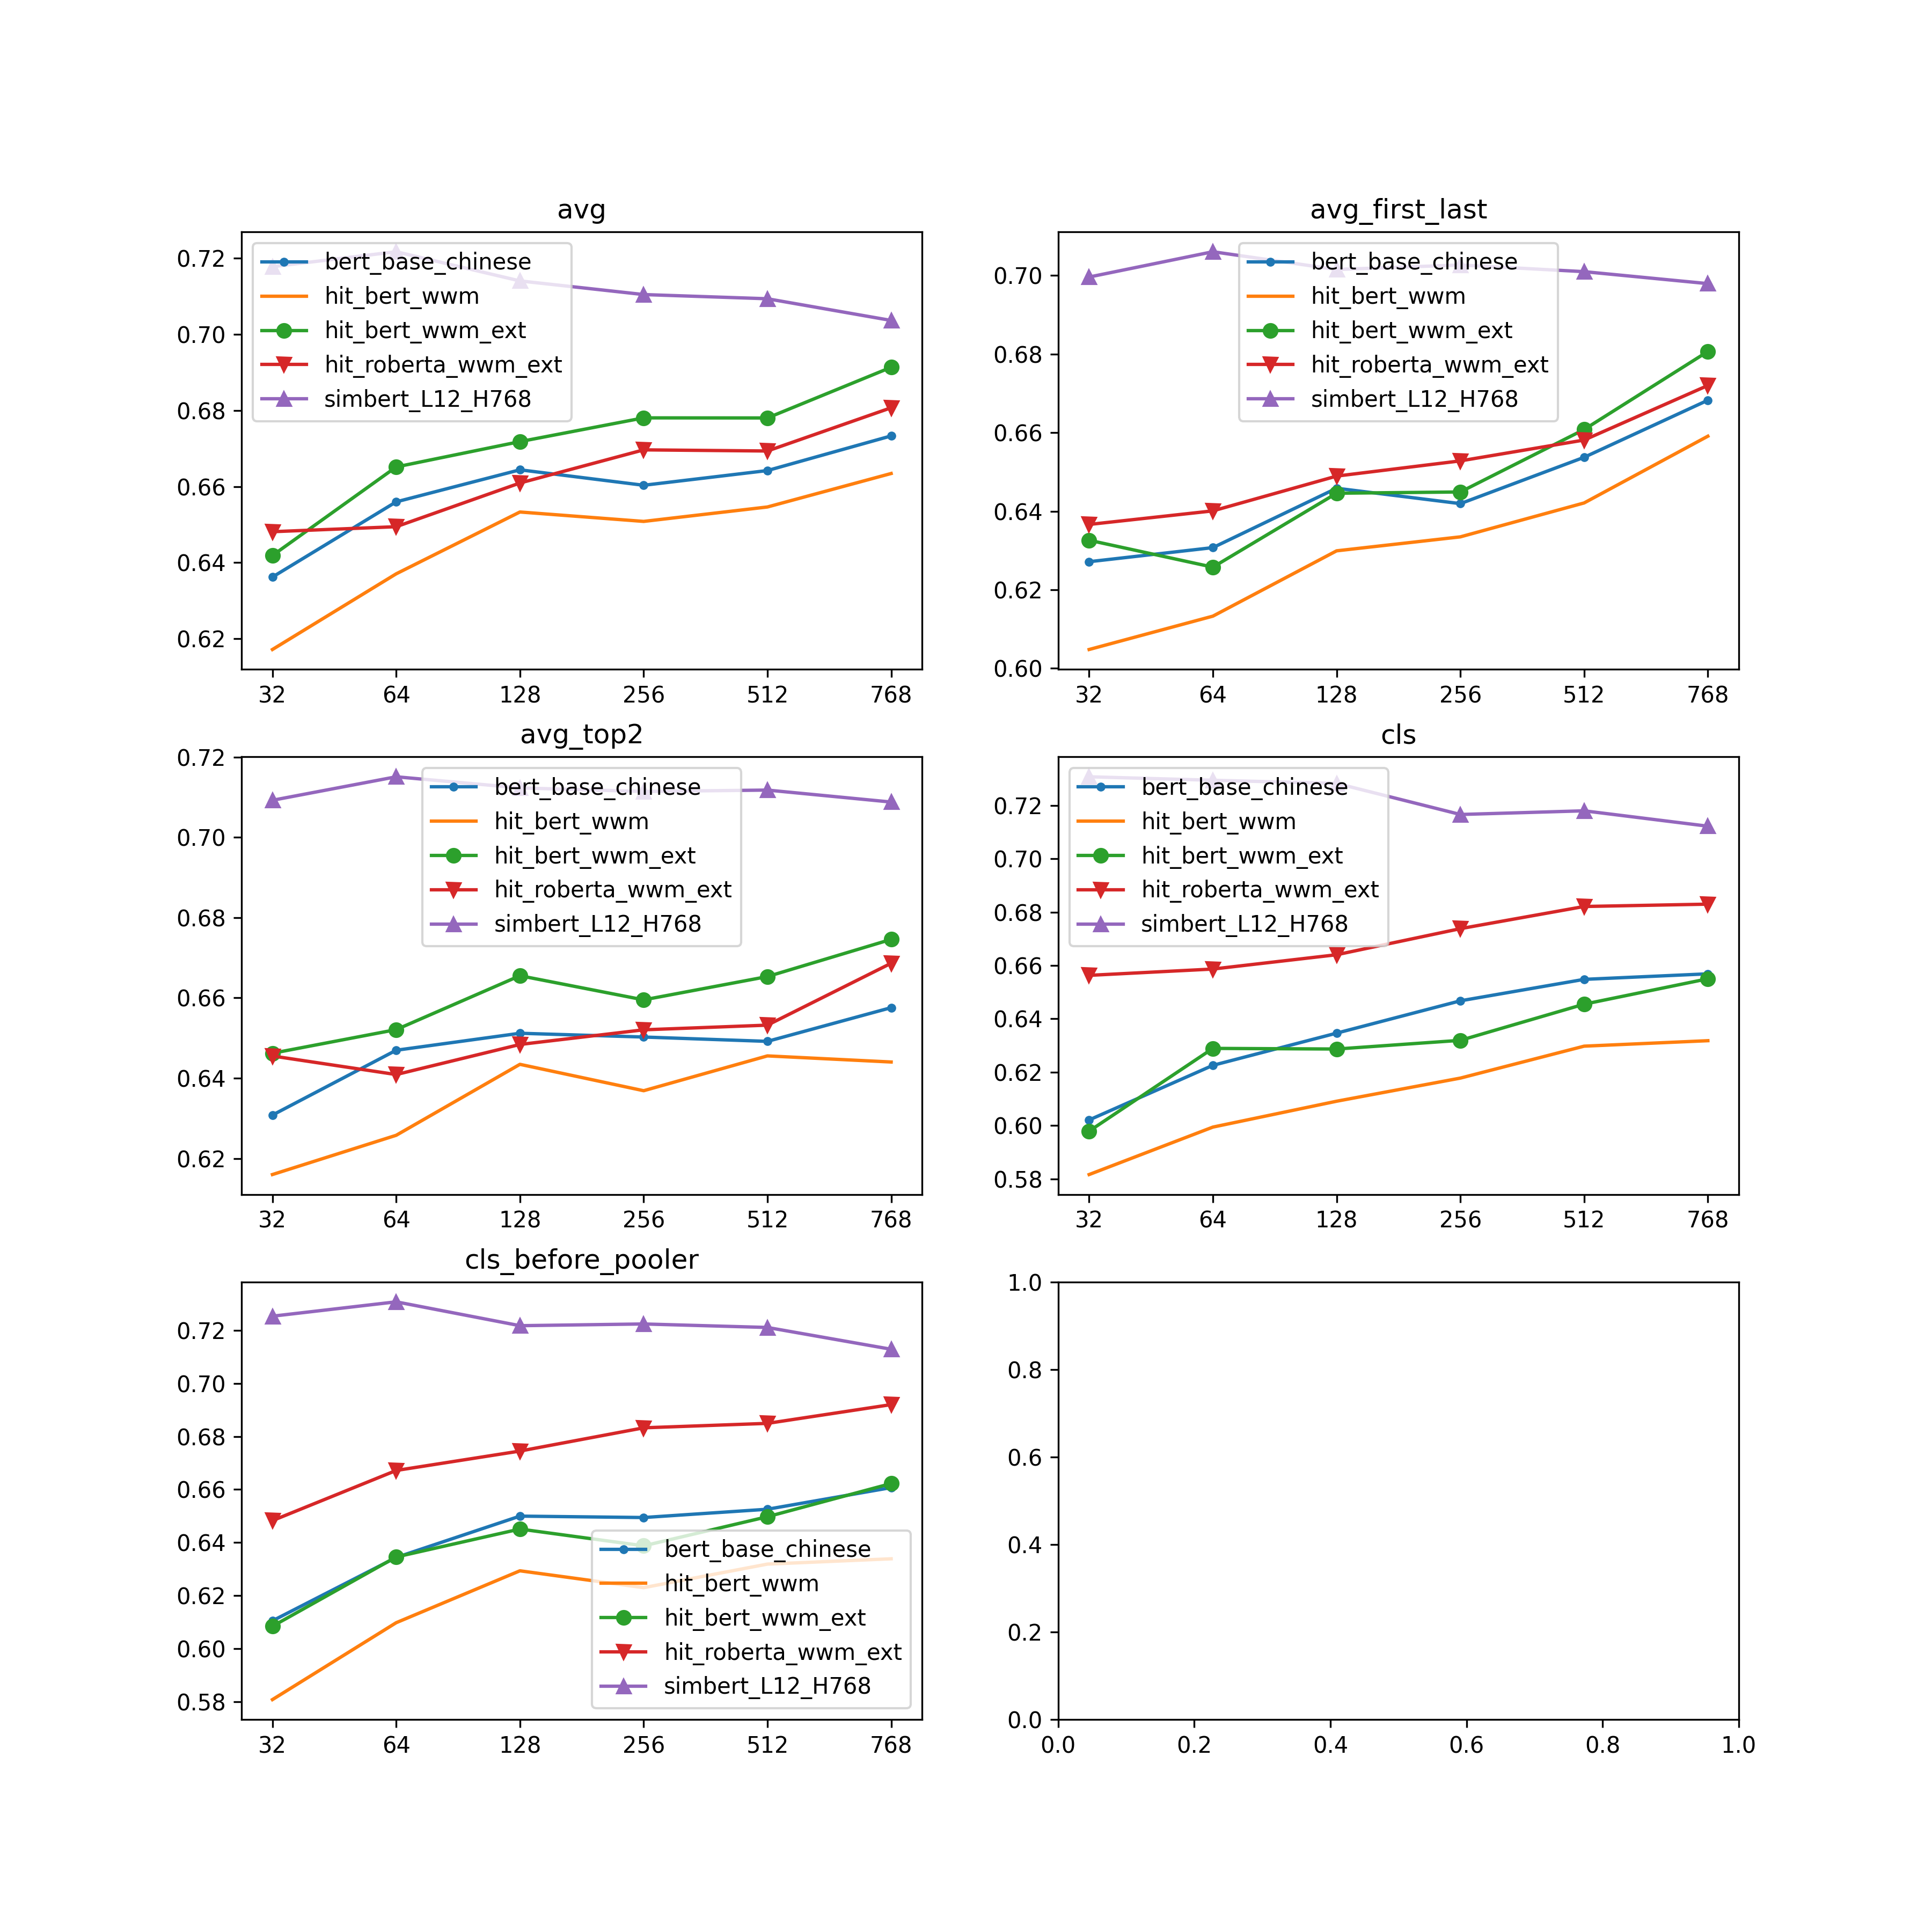 avg
0.72
0.70
0.68
0.66
0.64
0.62
bert_base_chinese
hit_bert_wwm
hit_bert_wwm_ext
hit_roberta_wwm_ext
simbert_L12_H768
32 64 128 256 512 768
avg_first_last
0.70
0.68
0.66
0.64
0.62
0.60
bert_base_chinese
hit_bert_wwm
hit_bert_wwm_ext
hit_roberta_wwm_ext
simbert_L12_H768
32 64 128 256 512 768
avg_top2
0.72
0.70
0.68
0.66
0.64
0.62
bert_base_chinese
hit_bert_wwm
hit_bert_wwm_ext
hit_roberta_wwm_ext
simbert_L12_H768
32 64 128 256 512 768
cls
0.72
0.70
0.68
0.66
0.64
0.62
0.60
0.58
bert_base_chinese
hit_bert_wwm
hit_bert_wwm_ext
hit_roberta_wwm_ext
simbert_L12_H768
32 64 128 256 512 768
cls_before_pooler
0.72
0.70
0.68
0.66
0.64
0.62
0.60
0.58
bert_base_chinese
hit_bert_wwm
hit_bert_wwm_ext
hit_roberta_wwm_ext
simbert_L12_H768
32 64 128 256 512 768
1.0
0.8
0.6
0.4
0.2
0.0
0.0 0.2 0.4 0.6 0.8 1.0